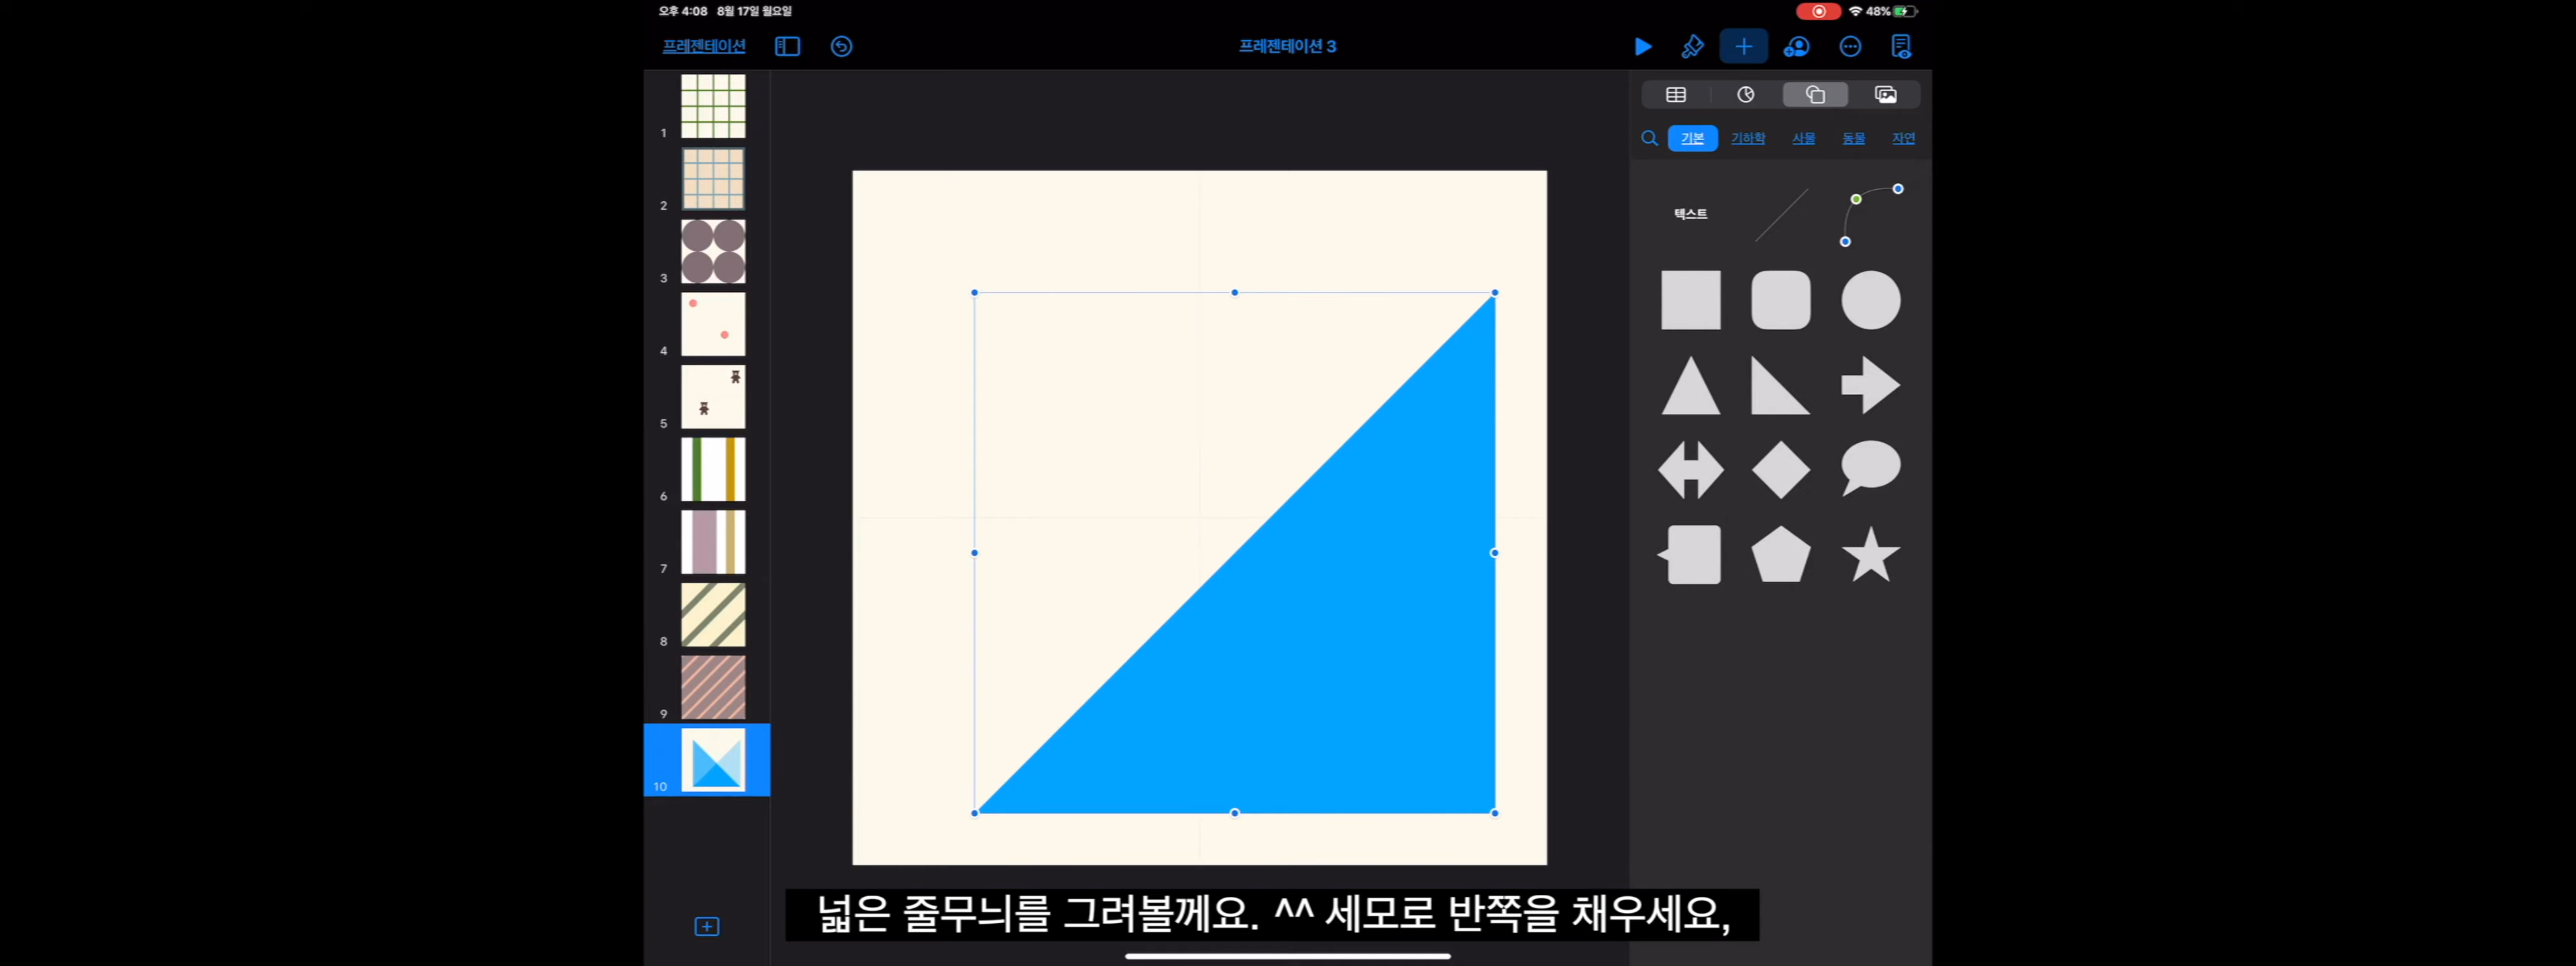 오후 4:08 8월 17일 월요일
48%
프레젠테이션
프레젠테이션 3
기본 기하학 사물 동물 자연
텍스트
1
2
3
4
5
6
7
8
9
10
넓은 줄무늬를 그려볼께요. ^^ 세모로 반쪽을 채우세요,